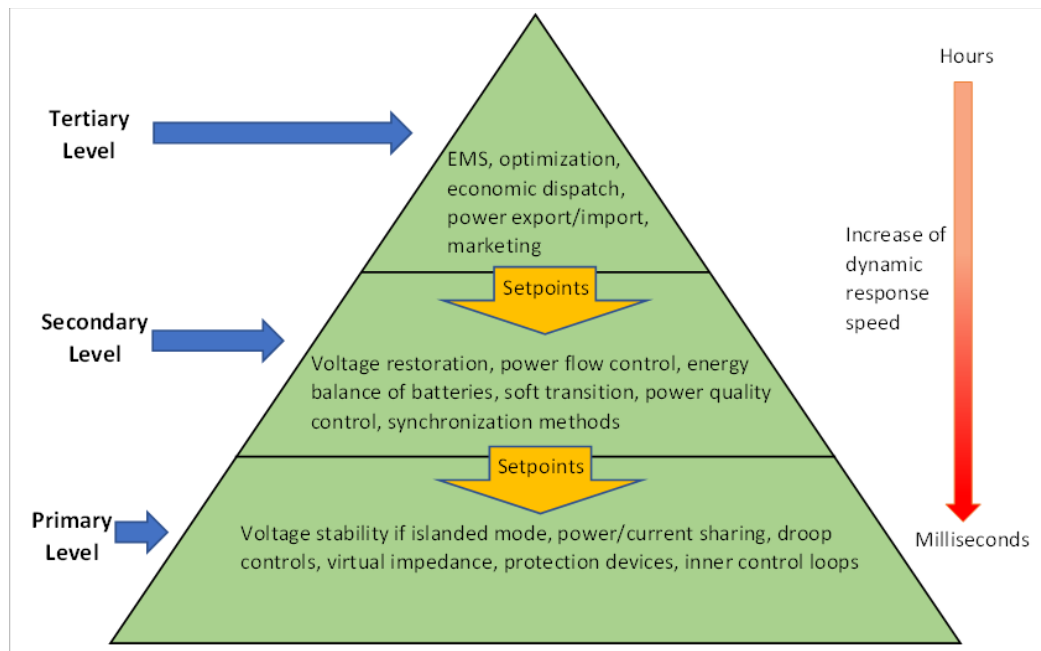 Hours
Tertiary
Level
EMS, optimization,
economic dispatch,
power export/import,
marketing
Increase of
dynamic
response
speed
Setpoints
Secondary
Level
Voltage restoration, power flow control, energy
balance of batteries, soft transition, power quality
control, synchronization methods
Setpoints
Primary
Level
Voltage stability if islanded mode, power/current sharing, droop
controls, virtual impedance, protection devices, inner control loops
Milliseconds